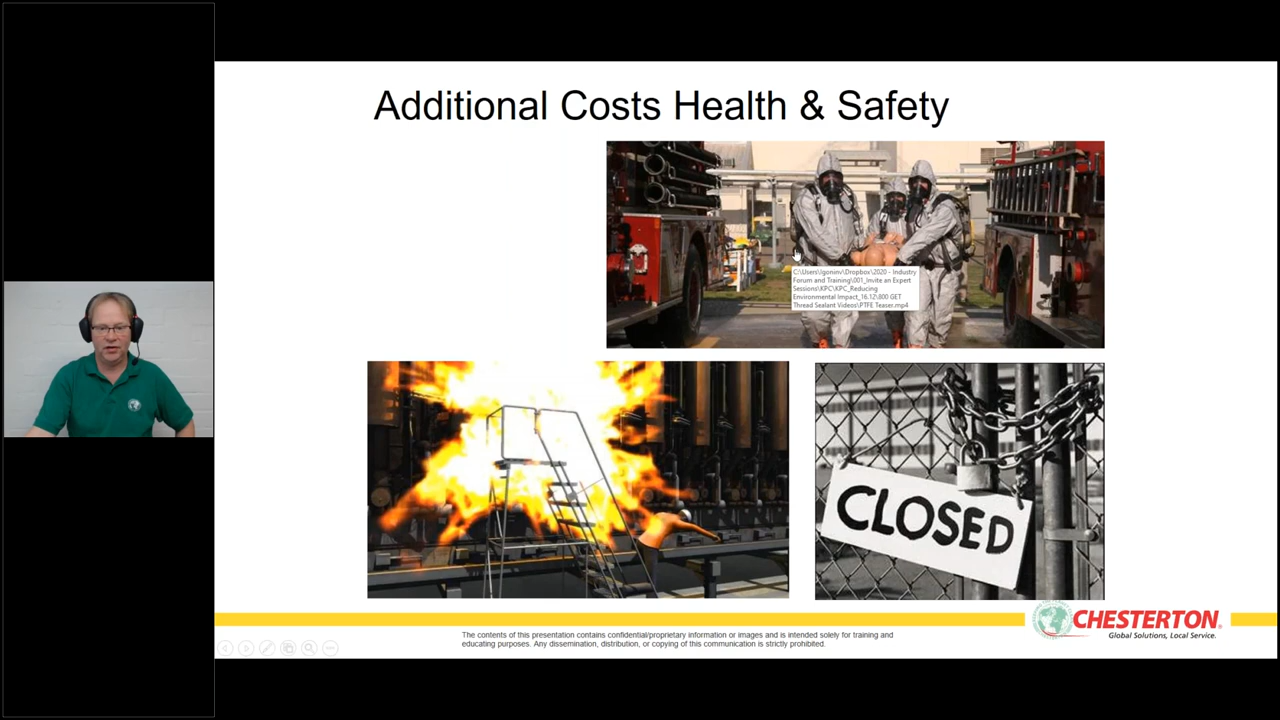 Additional Costs Health & Safety
C:\Users\lgoninv\Dropbox\2020 - Industry
Forum and Training\001_Invite an Expert
Sessions\KPC\KPC_Reducing
Environmental Impact_16.12\800 GET
Thread Sealant Videos\PTFE Teaser.mp4
CLOSED
CHESTERTON
Global Solutions, Local Service.
The contents of this presentation contains confidential/proprietary information or images and is intended solely for training and
educating purposes. Any dissemination, distribution, or copying of this communication is strictly prohibited.